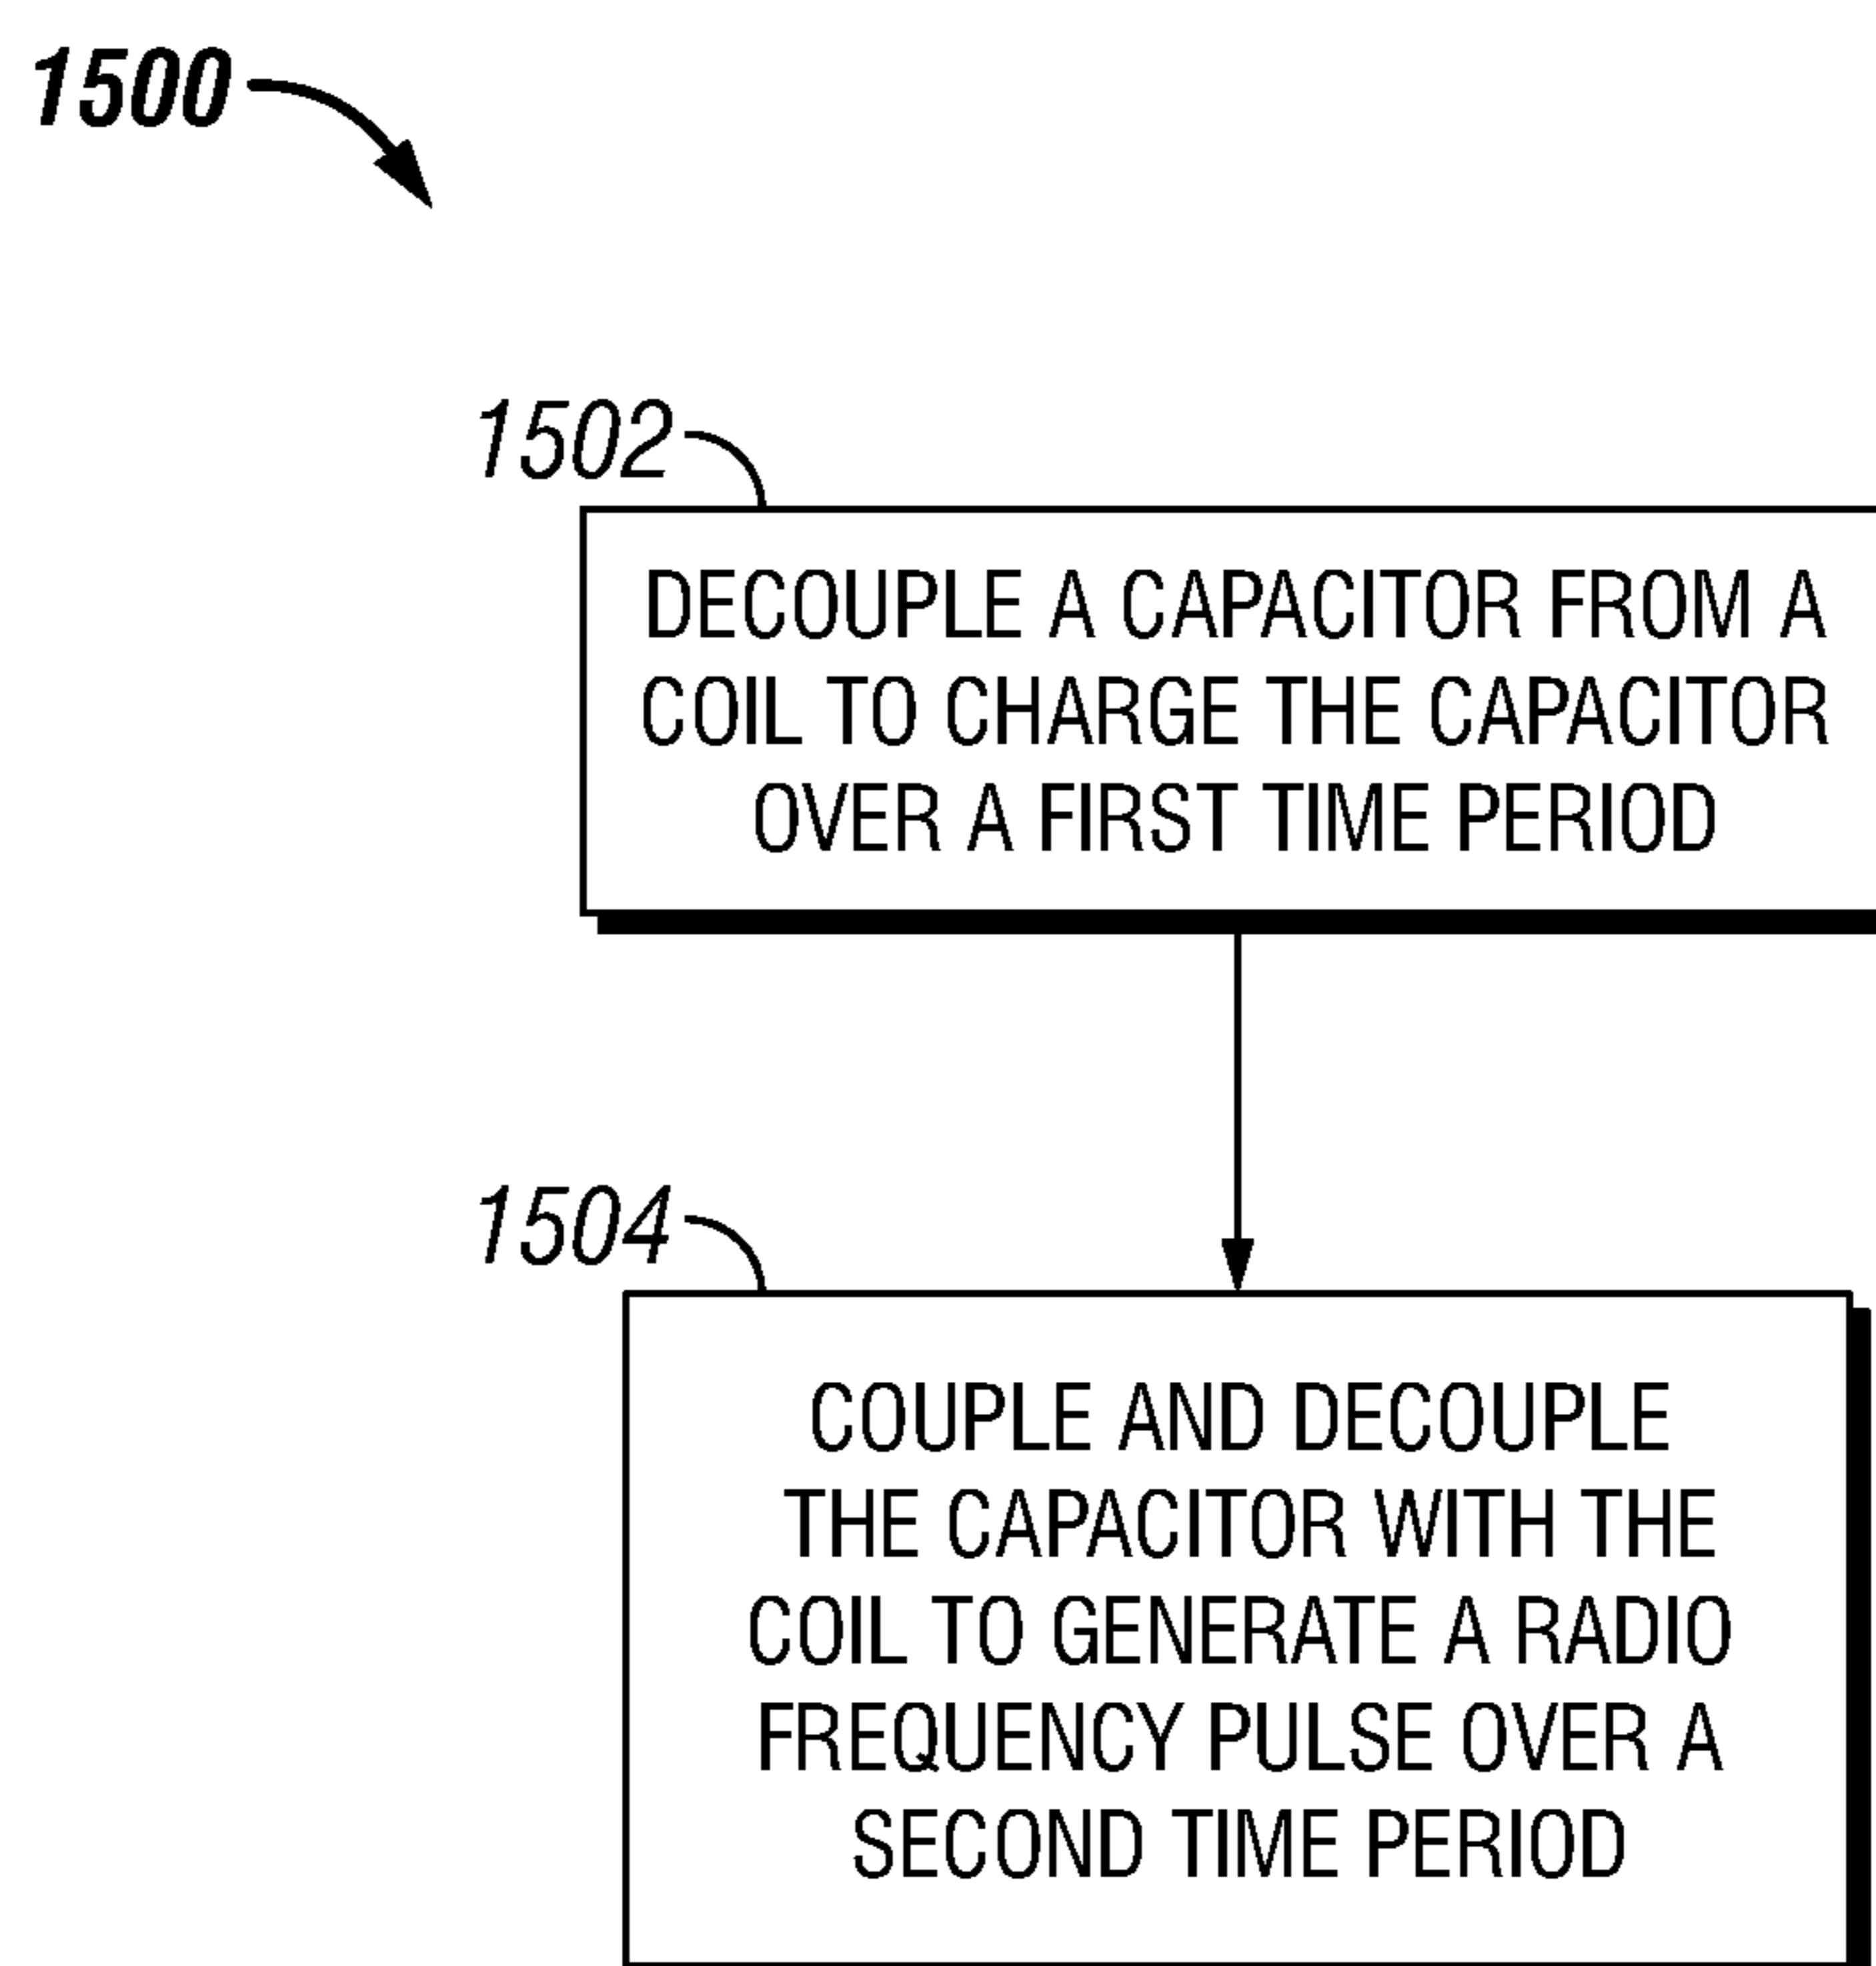 1500
1502
DECOUPLE A CAPACITOR FROM A
COIL TO CHARGE THE CAPACITOR
OVER A FIRST TIME PERIOD
1504
COUPLE AND DECOUPLE
THE CAPACITOR WITH THE
COIL TO GENERATE A RADIO
FREQUENCY PULSE OVER A
SECOND TIME PERIOD